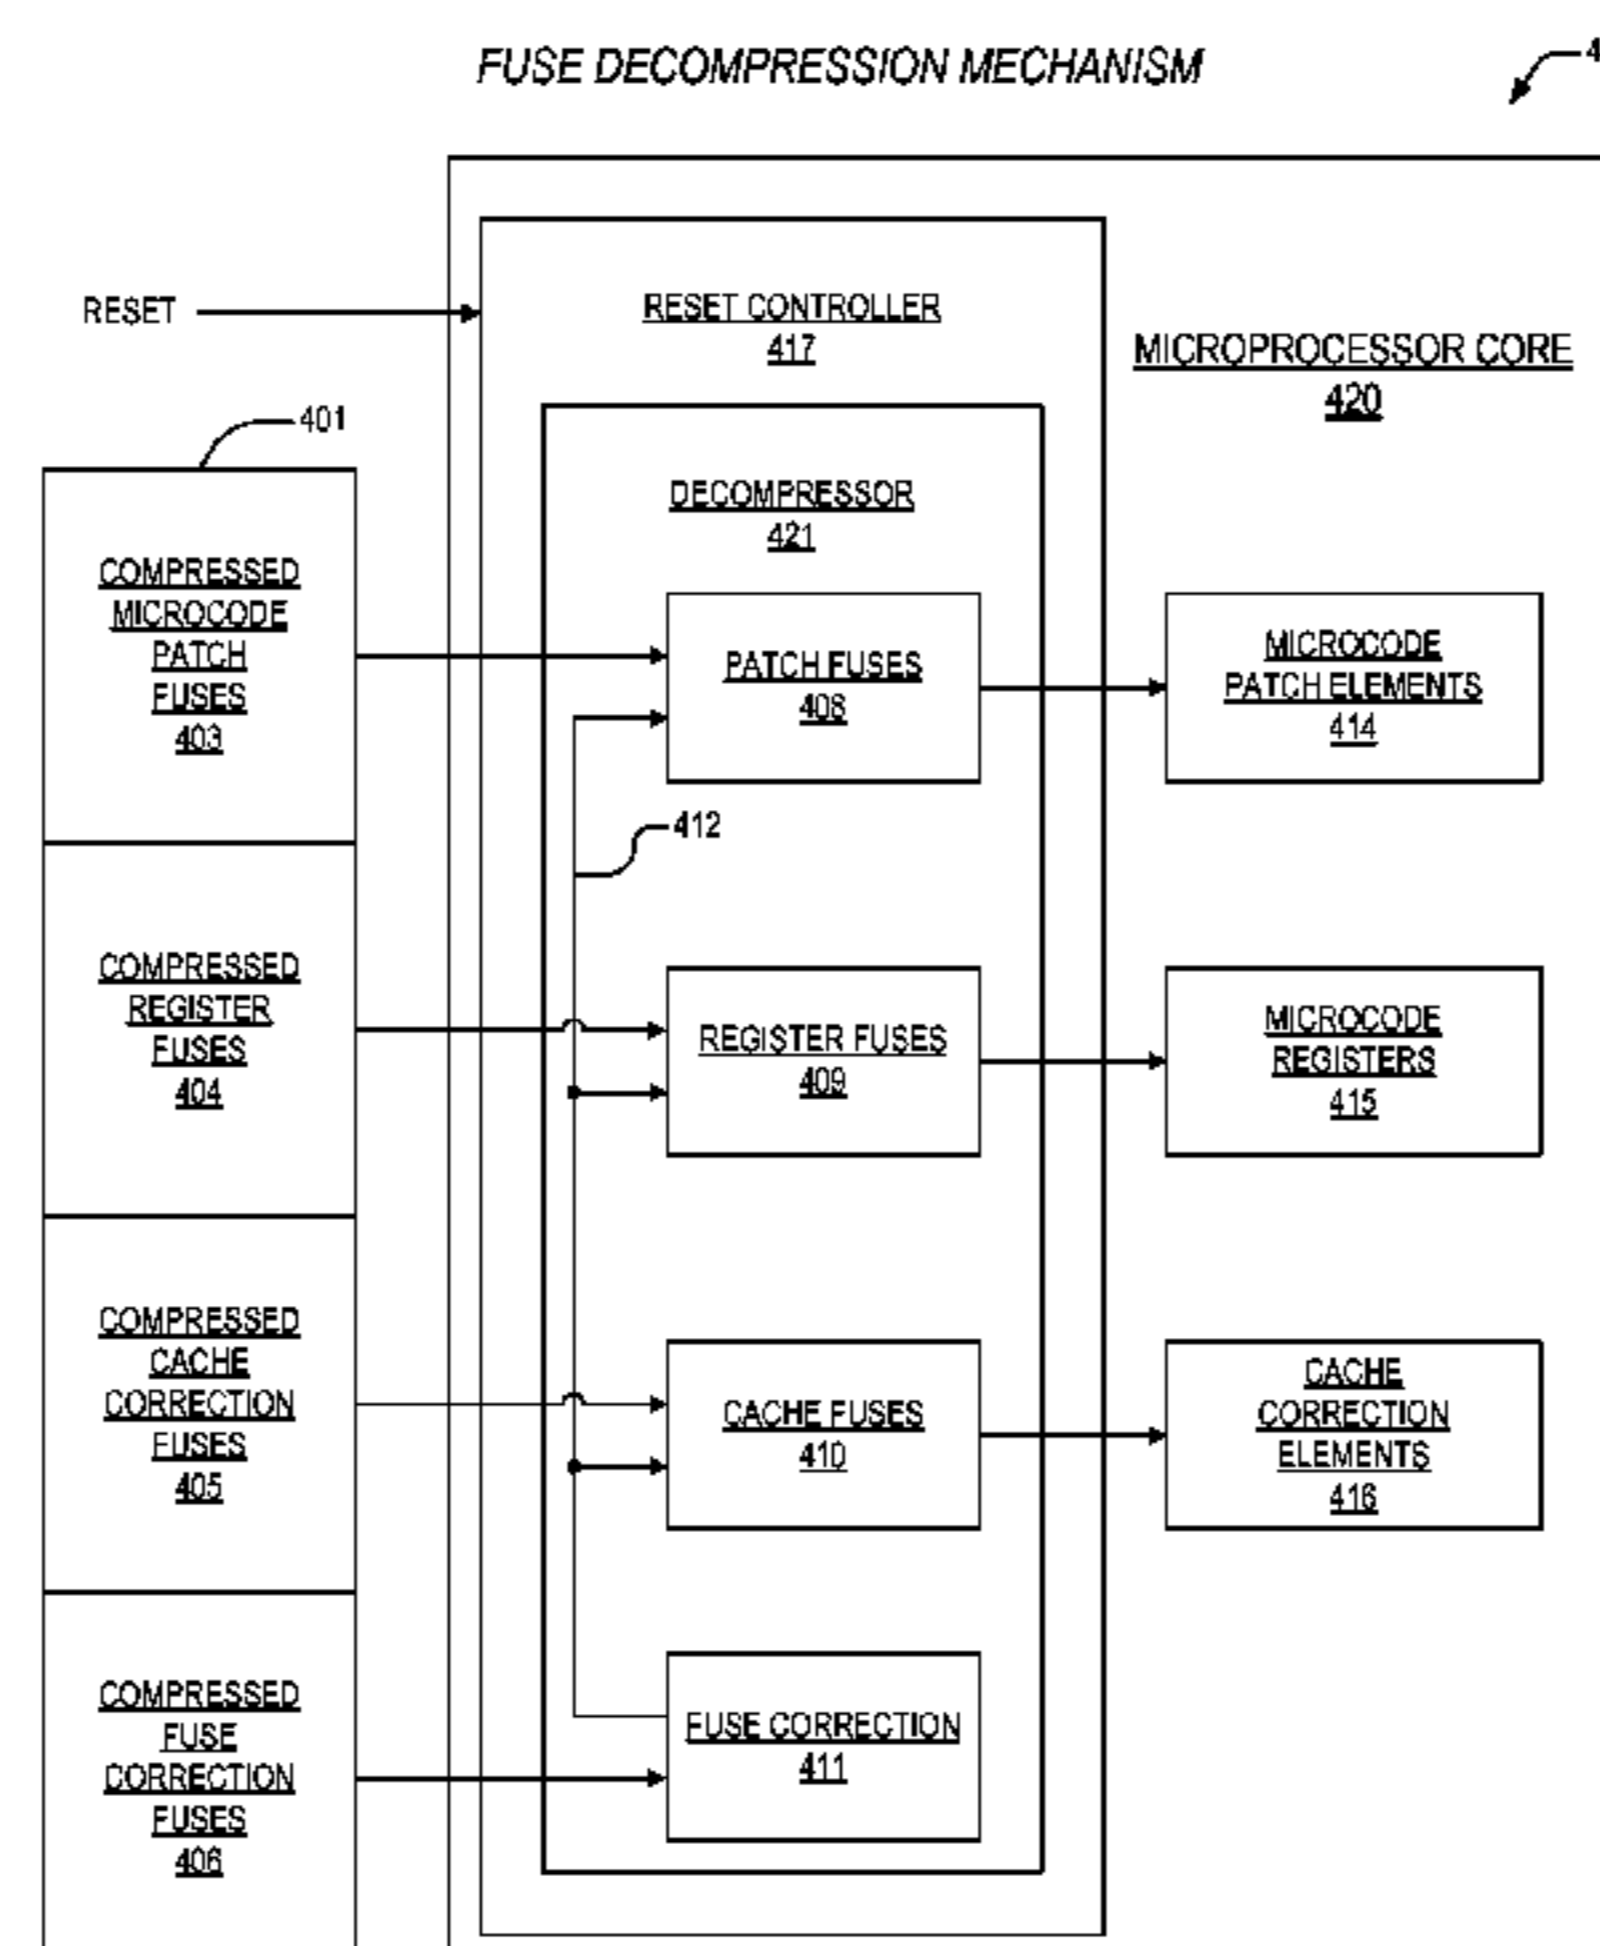 FUSE DECOMPRESSION MECHANISM
RESET
RESET CONTROLLER
417
MICROPROCESSOR CORE
420
401
DECOMPRESSOR
421
COMPRESSED
MICROCODE
PATCH
FUSES
403
PATCH FUSES
408
MICROCODE
PATCH ELEMENTS
414
412
COMPRESSED
REGISTER
FUSES
404
REGISTER FUSES
409
MICROCODE
REGISTERS
415
COMPRESSED
CACHE
CORRECTION
FUSES
405
CACHE FUSES
410
CACHE
CORRECTION
ELEMENTS
416
COMPRESSED
FUSE
CORRECTION
FUSES
406
FUSE CORRECTION
411